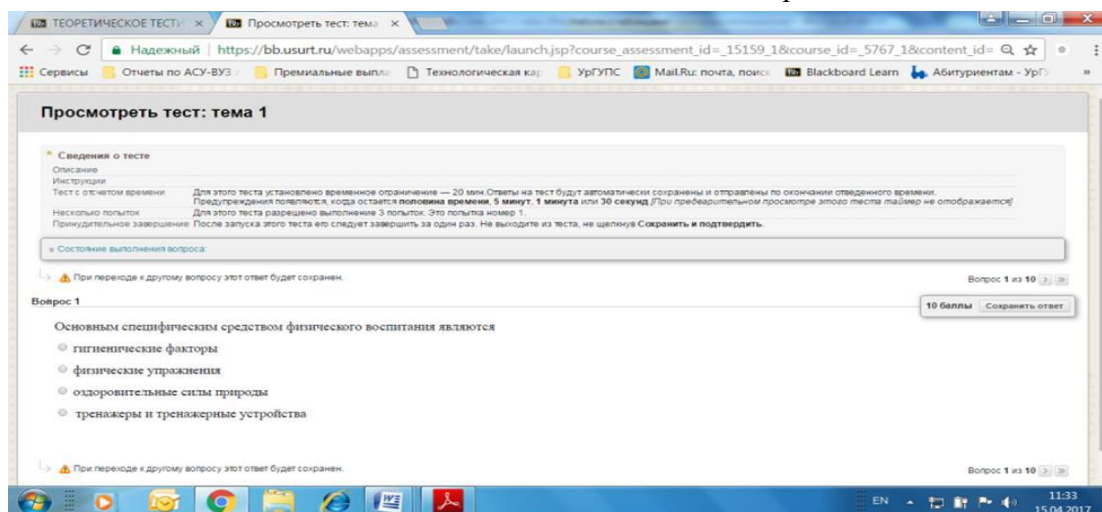 ТЕОРЕТИЧЕСКОЕ ТЕСТИ
Просмотреть тест: тема
Надежный | https://bb.usurt.ru/webapps/assessment/take/launch.jsp?course_assessment_id=_15159_1&course_id=_5767_1&content_id=
Сервисы Отчеты по АСУ-ВУЗ Премиальные выпла Технологическая кар УрГУПС Mail.Ru: почта, поиск Blackboard Learn Абитуриентам - УрГ »
Просмотреть тест: тема 1
Сведения о тесте
Описание
Инструкции
Тест с отсчетом времени Для этого теста установлено временное ограничение — 20 мин.Ответы на тест будут автоматически сохранены и отправлены по окончании отведенного времени.
Предупреждения появляются, когда остается половина времени, 5 минут, 1 минута или 30 секунд.[При предварительном просмотре этого теста таймер не отображается]
Несколько попыток Для этого теста разрешено выполнение 3 попыток. Это попытка номер 1.
Принудительное завершение После запуска этого теста его следует завершить за один раз. Не выходите из теста, не щелкнув Сохранить и подтвердить.
Состояние выполнения вопроса:
При переходе к другому вопросу этот ответ будет сохранен. Вопрос 1 из 10 > »
Вопрос 1
10 баллы Сохранить ответ
Основным специфическим средством физического воспитания являются
гигиенические факторы
физические упражнения
оздоровительные силы природы
тренажеры и тренажерные устройства
При переходе к другому вопросу этот ответ будет сохранен. Вопрос 1 из 10 > »
EN 11:33
15.04.2017